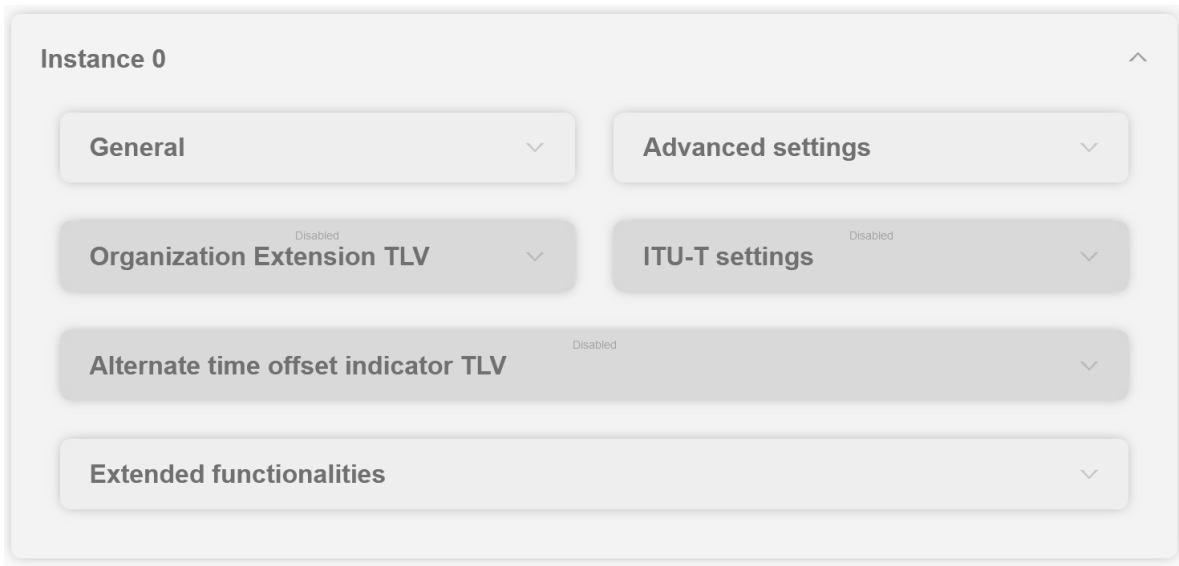 Instance 0
General
Advanced settings
Disabled
Organization Extension TLV
Disabled
ITU-T settings
Disabled
Alternate time offset indicator TLV
Extended functionalities